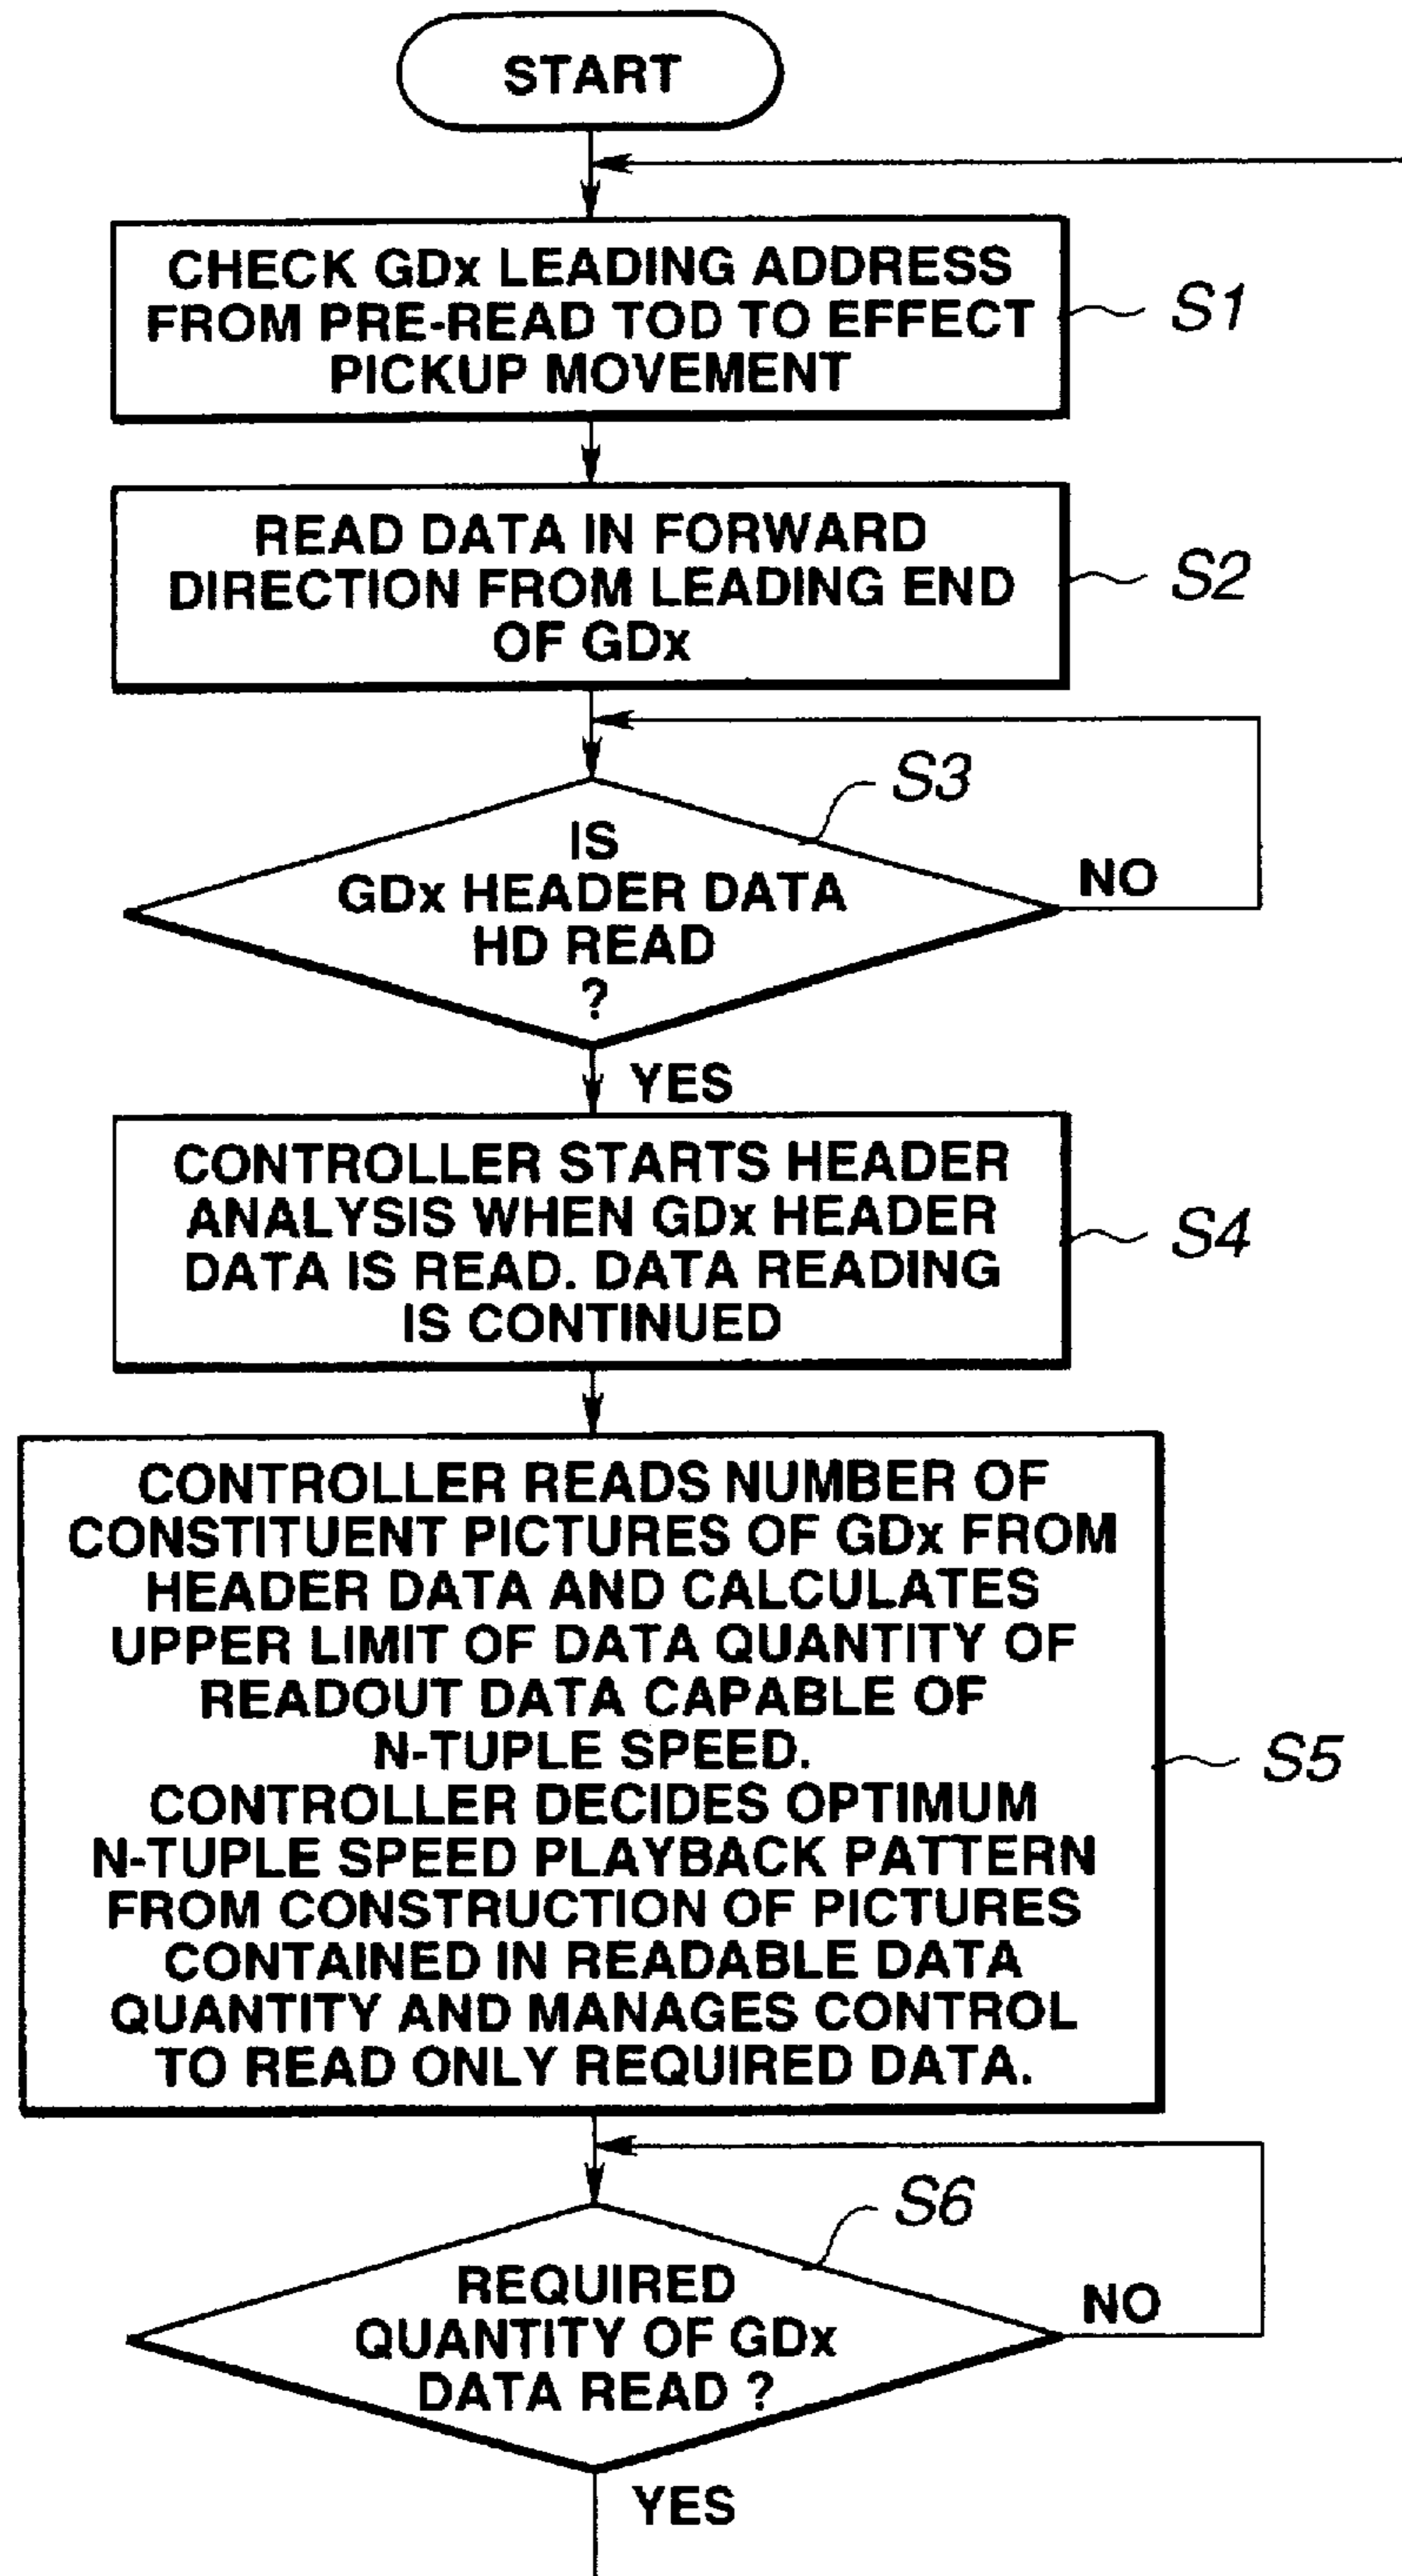 START
CHECK GDx LEADING ADDRESS
FROM PRE-READ TOD TO EFFECT
PICKUP MOVEMENT
S1
READ DATA IN FORWARD
DIRECTION FROM LEADING END
OF GDx
S2
S3
IS
GDx HEADER DATA
HD READ
?
NO
YES
CONTROLLER STARTS HEADER
ANALYSIS WHEN GDx HEADER
DATA IS READ. DATA READING
IS CONTINUED
S4
CONTROLLER READS NUMBER OF
CONSTITUENT PICTURES OF GDx FROM
HEADER DATA AND CALCULATES
UPPER LIMIT OF DATA QUANTITY OF
READOUT DATA CAPABLE OF
N-TUPLE SPEED.
CONTROLLER DECIDES OPTIMUM
N-TUPLE SPEED PLAYBACK PATTERN
FROM CONSTRUCTION OF PICTURES
CONTAINED IN READABLE DATA
QUANTITY AND MANAGES CONTROL
TO READ ONLY REQUIRED DATA.
S5
S6
REQUIRED
QUANTITY OF GDx
DATA READ ?
NO
YES